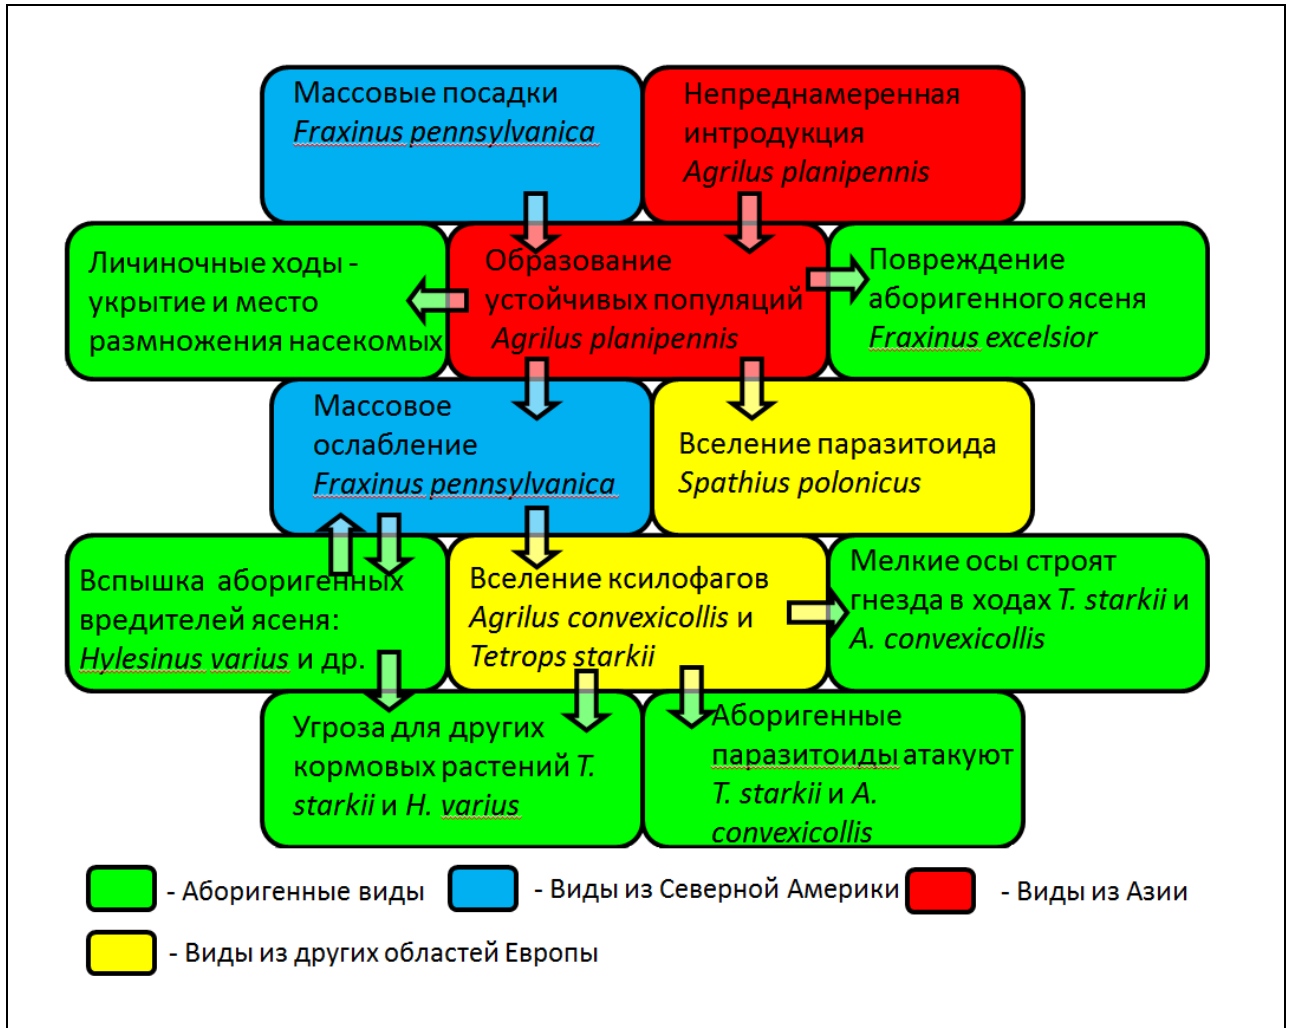 Массовые посадки
Fraxinus pennsylvanica
Непреднамеренная
интродукция
Agrilus planipennis
Личиночные ходы -
укрытие и место
размножения насекомых
Образование
устойчивых популяций
Agrilus planipennis
Повреждение
аборигенного ясеня
Fraxinus excelsior
Массовое
ослабление
Fraxinus pennsylvanica
Вселение паразитоида
Spathius polonicus
Вспышка аборигенных
вредителей ясеня:
Hylesinus varius и др.
Вселение ксилофагов
Agrilus convexicollis и
Tetrops starkii
Мелкие осы строят
гнезда в ходах T. starkii и
A. convexicollis
Угроза для других
кормовых растений T.
starkii и H. varius
Аборигенные
паразитоиды атакуют
T. starkii и A.
convexicollis
- Аборигенные виды
- Виды из Северной Америки
- Виды из Азии
- Виды из других областей Европы